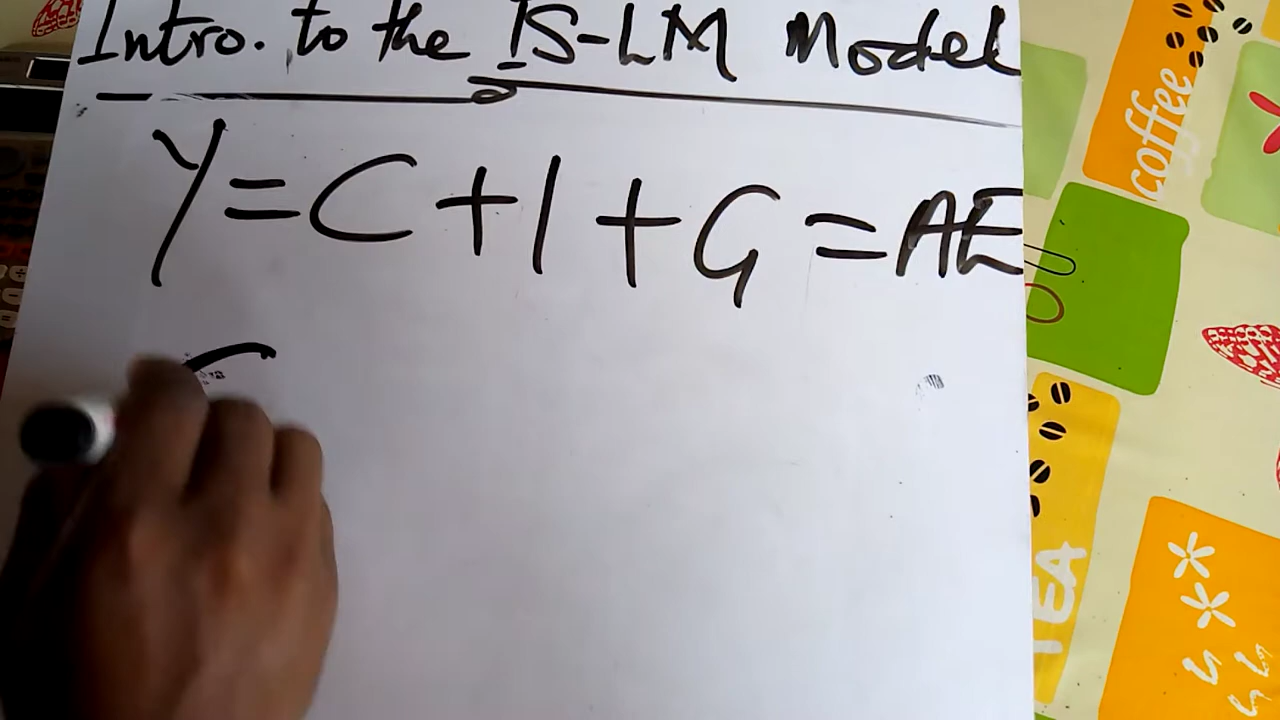 Intro. to the IS-LM Model
Y = C + I + G = AE
coffee
TEA